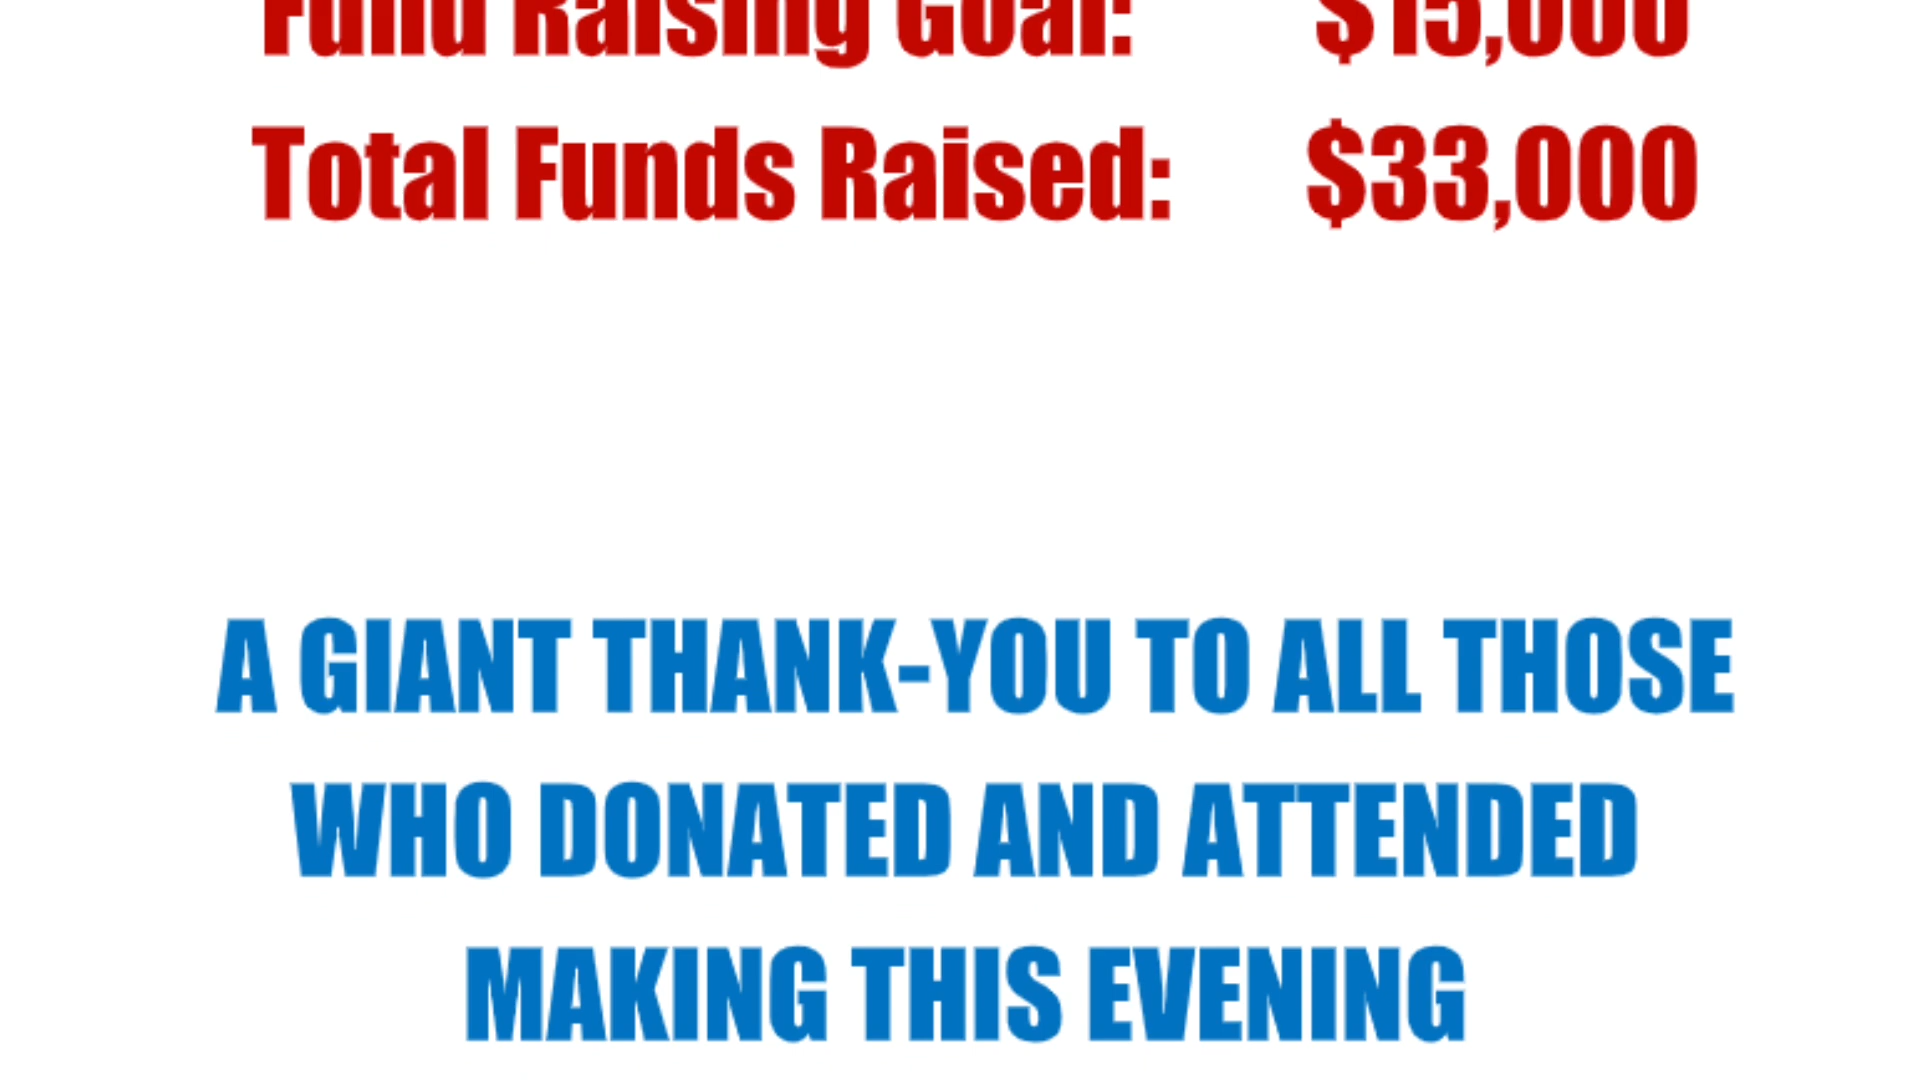 Fund Raising Goal: $15,000
Total Funds Raised: $33,000
A GIANT THANK-YOU TO ALL THOSE
WHO DONATED AND ATTENDED
MAKING THIS EVENING